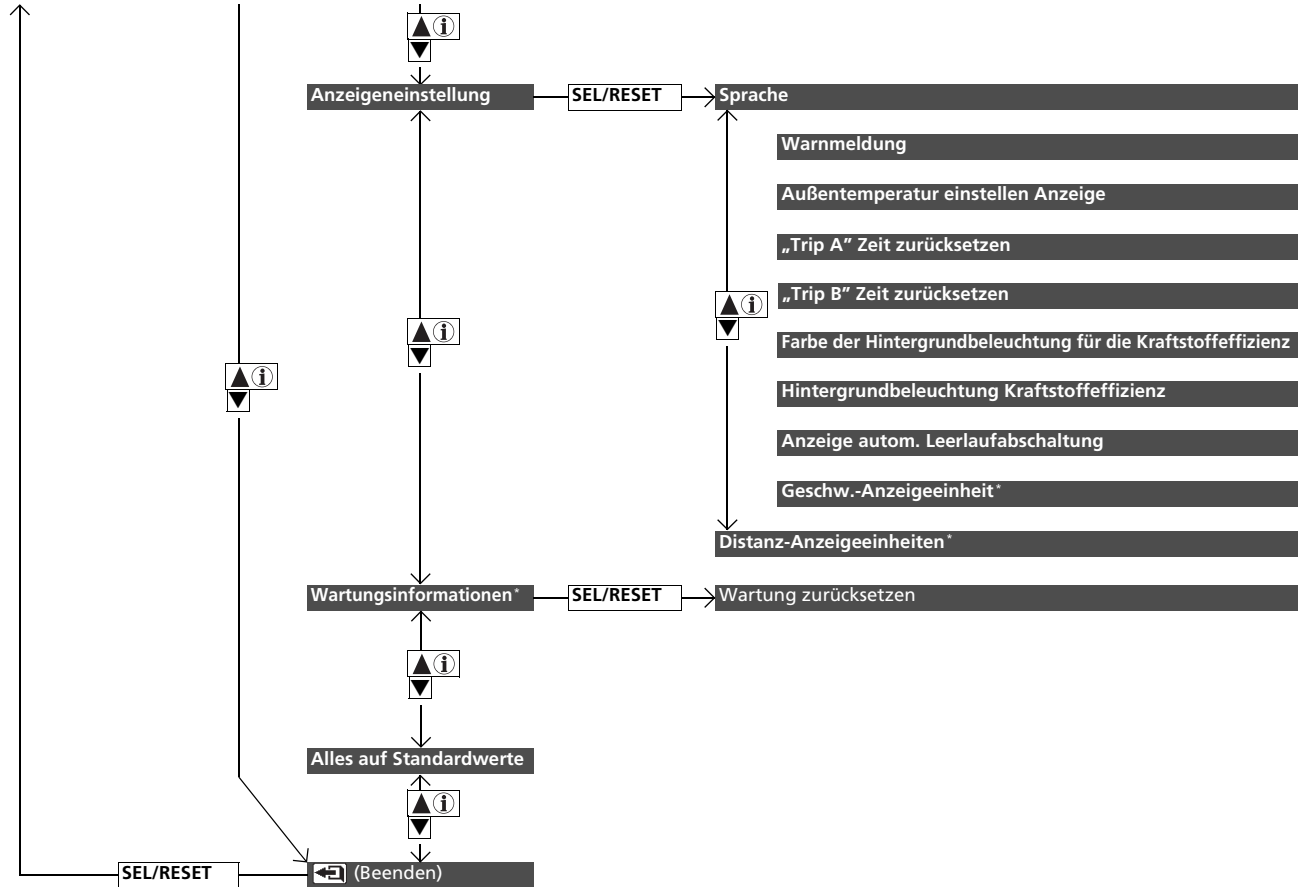 Anzeigeneinstellung
SEL/RESET
Sprache
Warnmeldung
Außentemperatur einstellen Anzeige
„Trip A” Zeit zurücksetzen
„Trip B” Zeit zurücksetzen
Farbe der Hintergrundbeleuchtung für die Kraftstoffeffizienz
Hintergrundbeleuchtung Kraftstoffeffizienz
Anzeige autom. Leerlaufabschaltung
Geschw.-Anzeigeeinheit*
Distanz-Anzeigeeinheiten*
Wartungsinformationen*
SEL/RESET
Wartung zurücksetzen
Alles auf Standardwerte
SEL/RESET
(Beenden)